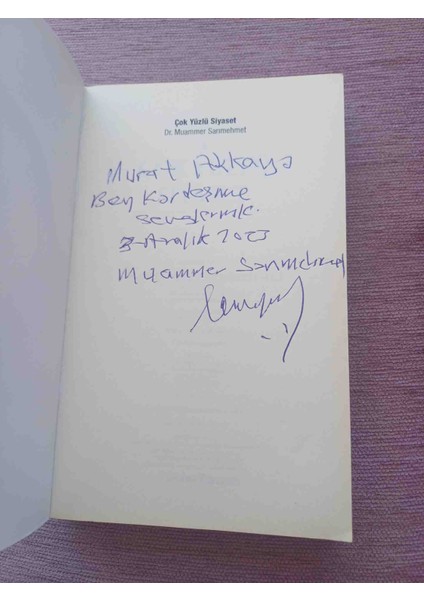 Çok Yüzlü Siyaset
Dr. Muammer Sarımehmet
Murat Akkaya
Bey Kardeşime
sevgilerimle.
3-Aralık 2023
Muammer Sarımehmet